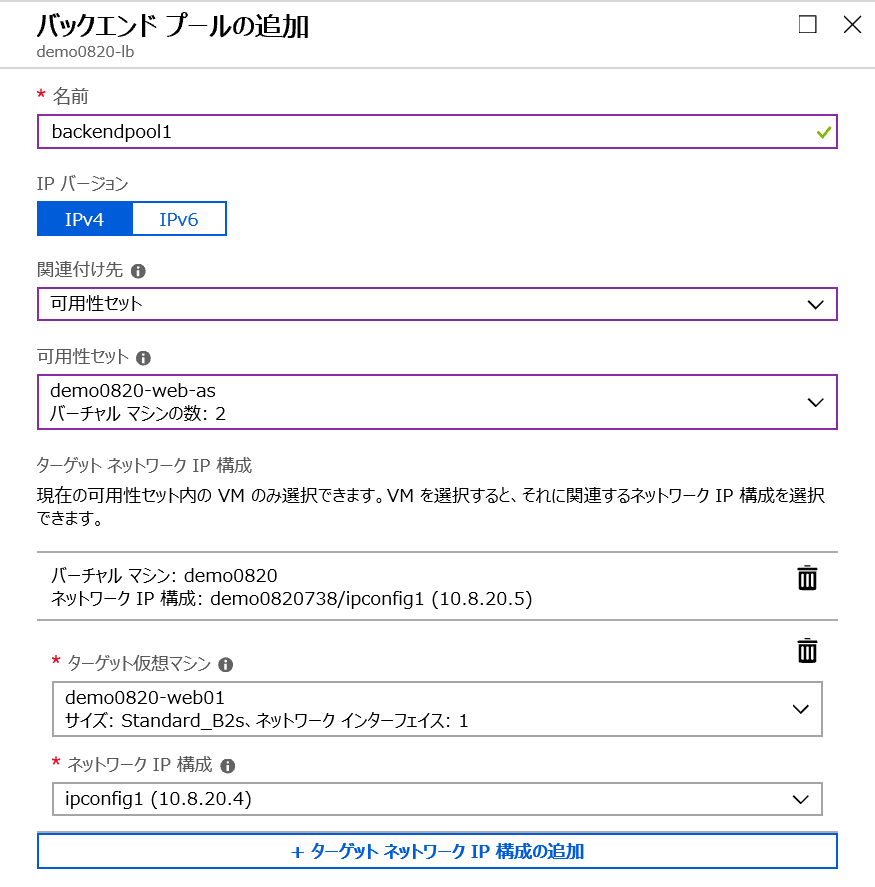 バックエンド プールの追加
demo0820-lb
* 名前
backendpool1
IP バージョン
IPv4 IPv6
関連付け先
可用性セット
可用性セット
demo0820-web-as
バーチャル マシンの数: 2
ターゲット ネットワーク IP 構成
現在の可用性セット内の VM のみ選択できます。VM を選択すると、それに関連するネットワーク IP 構成を選択
できます。
バーチャル マシン: demo0820
ネットワーク IP 構成: demo0820738/ipconfig1 (10.8.20.5)
* ターゲット仮想マシン
demo0820-web01
サイズ: Standard_B2s、ネットワーク インターフェイス: 1
* ネットワーク IP 構成
ipconfig1 (10.8.20.4)
+ ターゲット ネットワーク IP 構成の追加